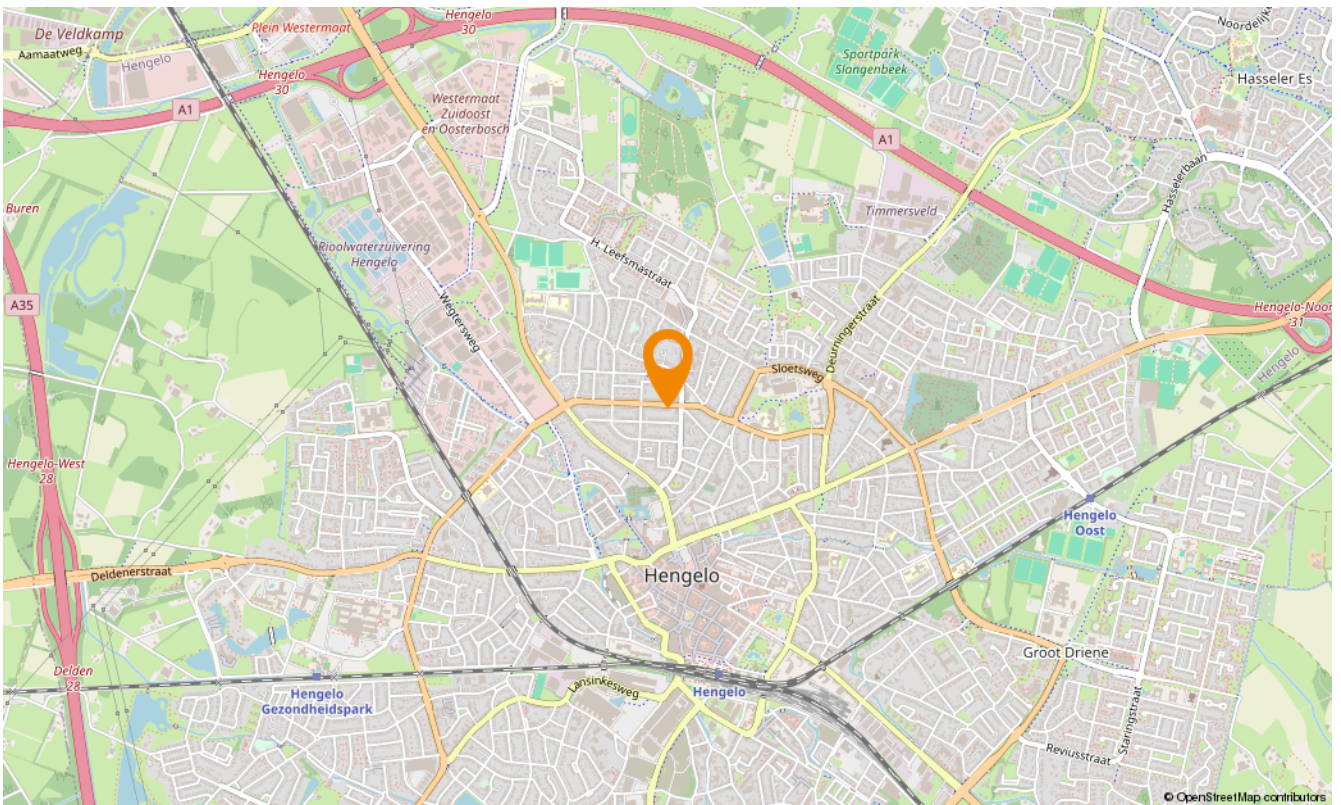 De Veldkamp
Aamaatweg
Hengelo
Plein Westermaat
Hengelo
30
Hengelo
30
A1
Westermaat
Zuidoost
en Oosterbosch
Sportpark
Slangenbeek
Noordelijk
Hasseler Es
A1
Hasselerbaan
Timmersveld
Buren
Rioolwaterzuivering
Hengelo
H. Leefsmastraat
A35
Wegtersweg
Deurningerstraat
Hengelo-Noor
31
Hengelo
Sloetsweg
Hengelo-West
28
Hengelo
Oost
Deldenerstraat
Hengelo
Groot Driene
Delden
28
Hengelo
Gezondheidspark
Lansinkesweg
Hengelo
Staringstraat
Reviusstraat
© OpenStreetMap contributors